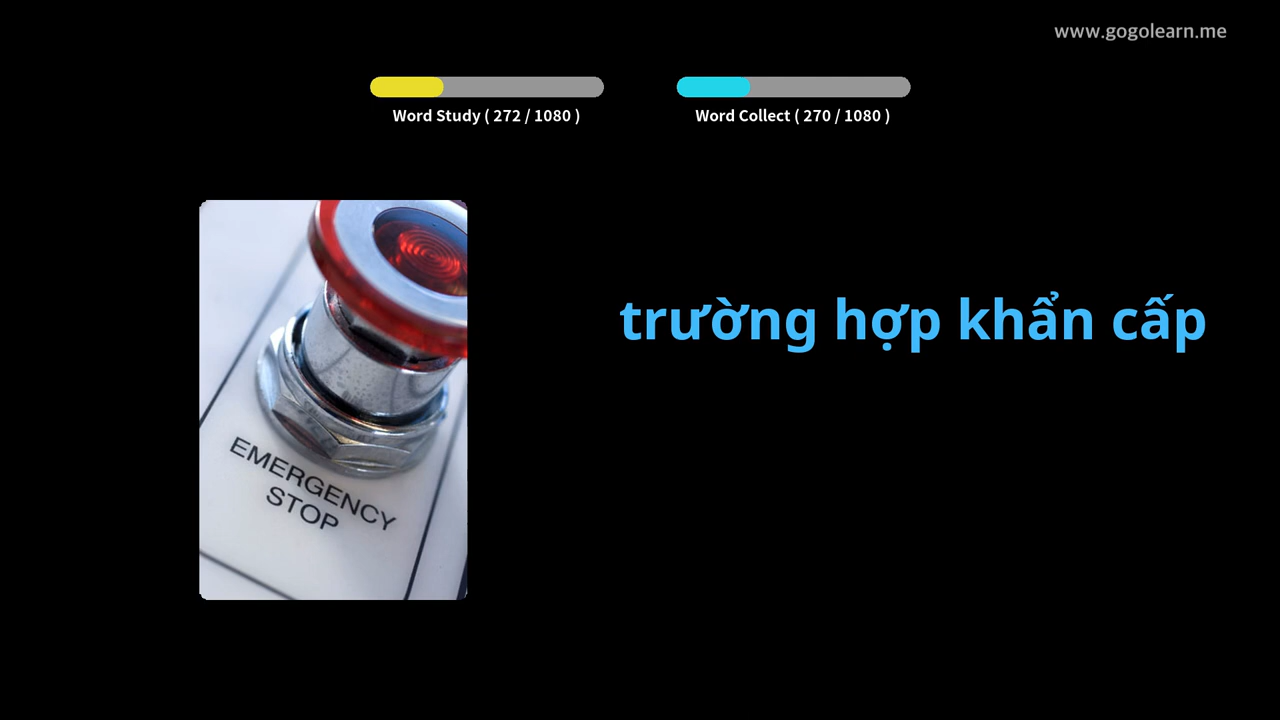 www.gogolearn.me
Word Study ( 272 / 1080 )
Word Collect ( 270 / 1080 )
trường hợp khẩn cấp
EMERGENCY
STOP